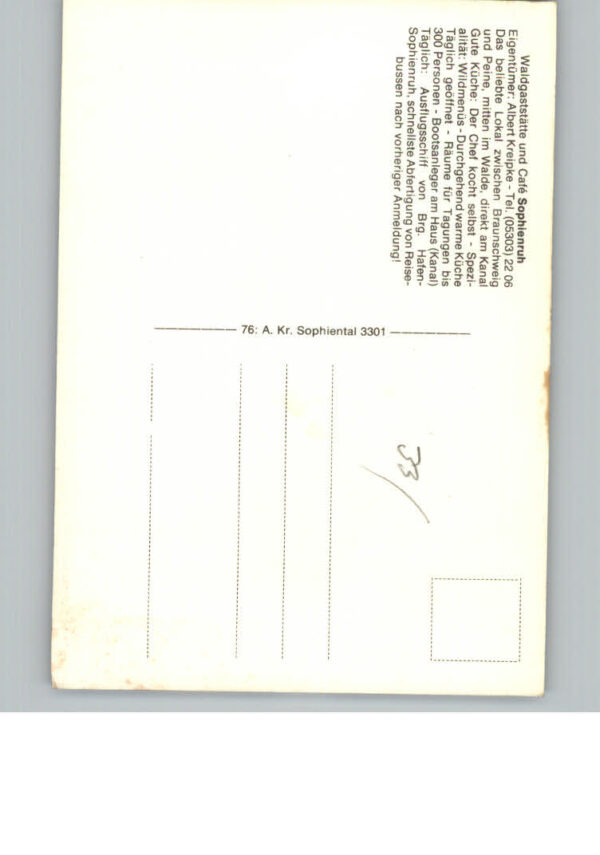 Waldgaststätte und Café Sophienruh
Eigentümer: Albert Kreipke - Tel. (05303) 22 06
Das beliebte Lokal zwischen Braunschweig
und Peine, mitten im Walde, direkt am Kanal
Gute Küche: Der Chef kocht selbst - Spezi-
alität: Wildmenüs - Durchgehend warme Küche
Täglich geöffnet - Räume für Tagungen bis
300 Personen - Bootsanleger am Haus (Kanal)
Täglich: Ausflugsschiff von Brg. Hafen-
Sophienruh, schnellste Abfertigung von Reise-
bussen nach vorheriger Anmeldung!
76: A. Kr. Sophiental 3301
33/